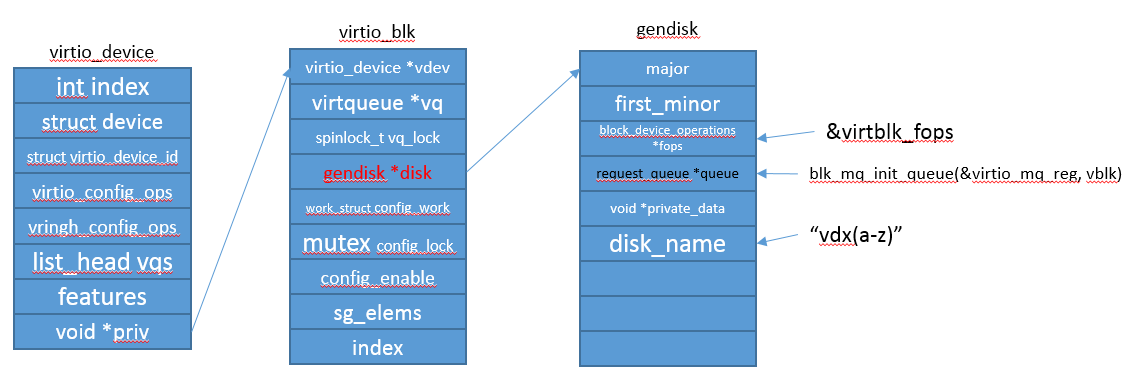 virtio_device
int index
struct device
struct virtio_device_id
virtio_config_ops
vringh_config_ops
list_head vqs
features
void *priv
virtio_blk
virtio_device *vdev
virtqueue *vq
spinlock_t vq_lock
gendisk *disk
work_struct config_work
mutex config_lock
config_enable
sg_elems
index
gendisk
major
first_minor
block_device_operations
*fops
request_queue *queue
void *private_data
disk_name
&virtblk_fops
blk_mq_init_queue(&virtio_mq_reg, vblk)
“vdx(a-z)”